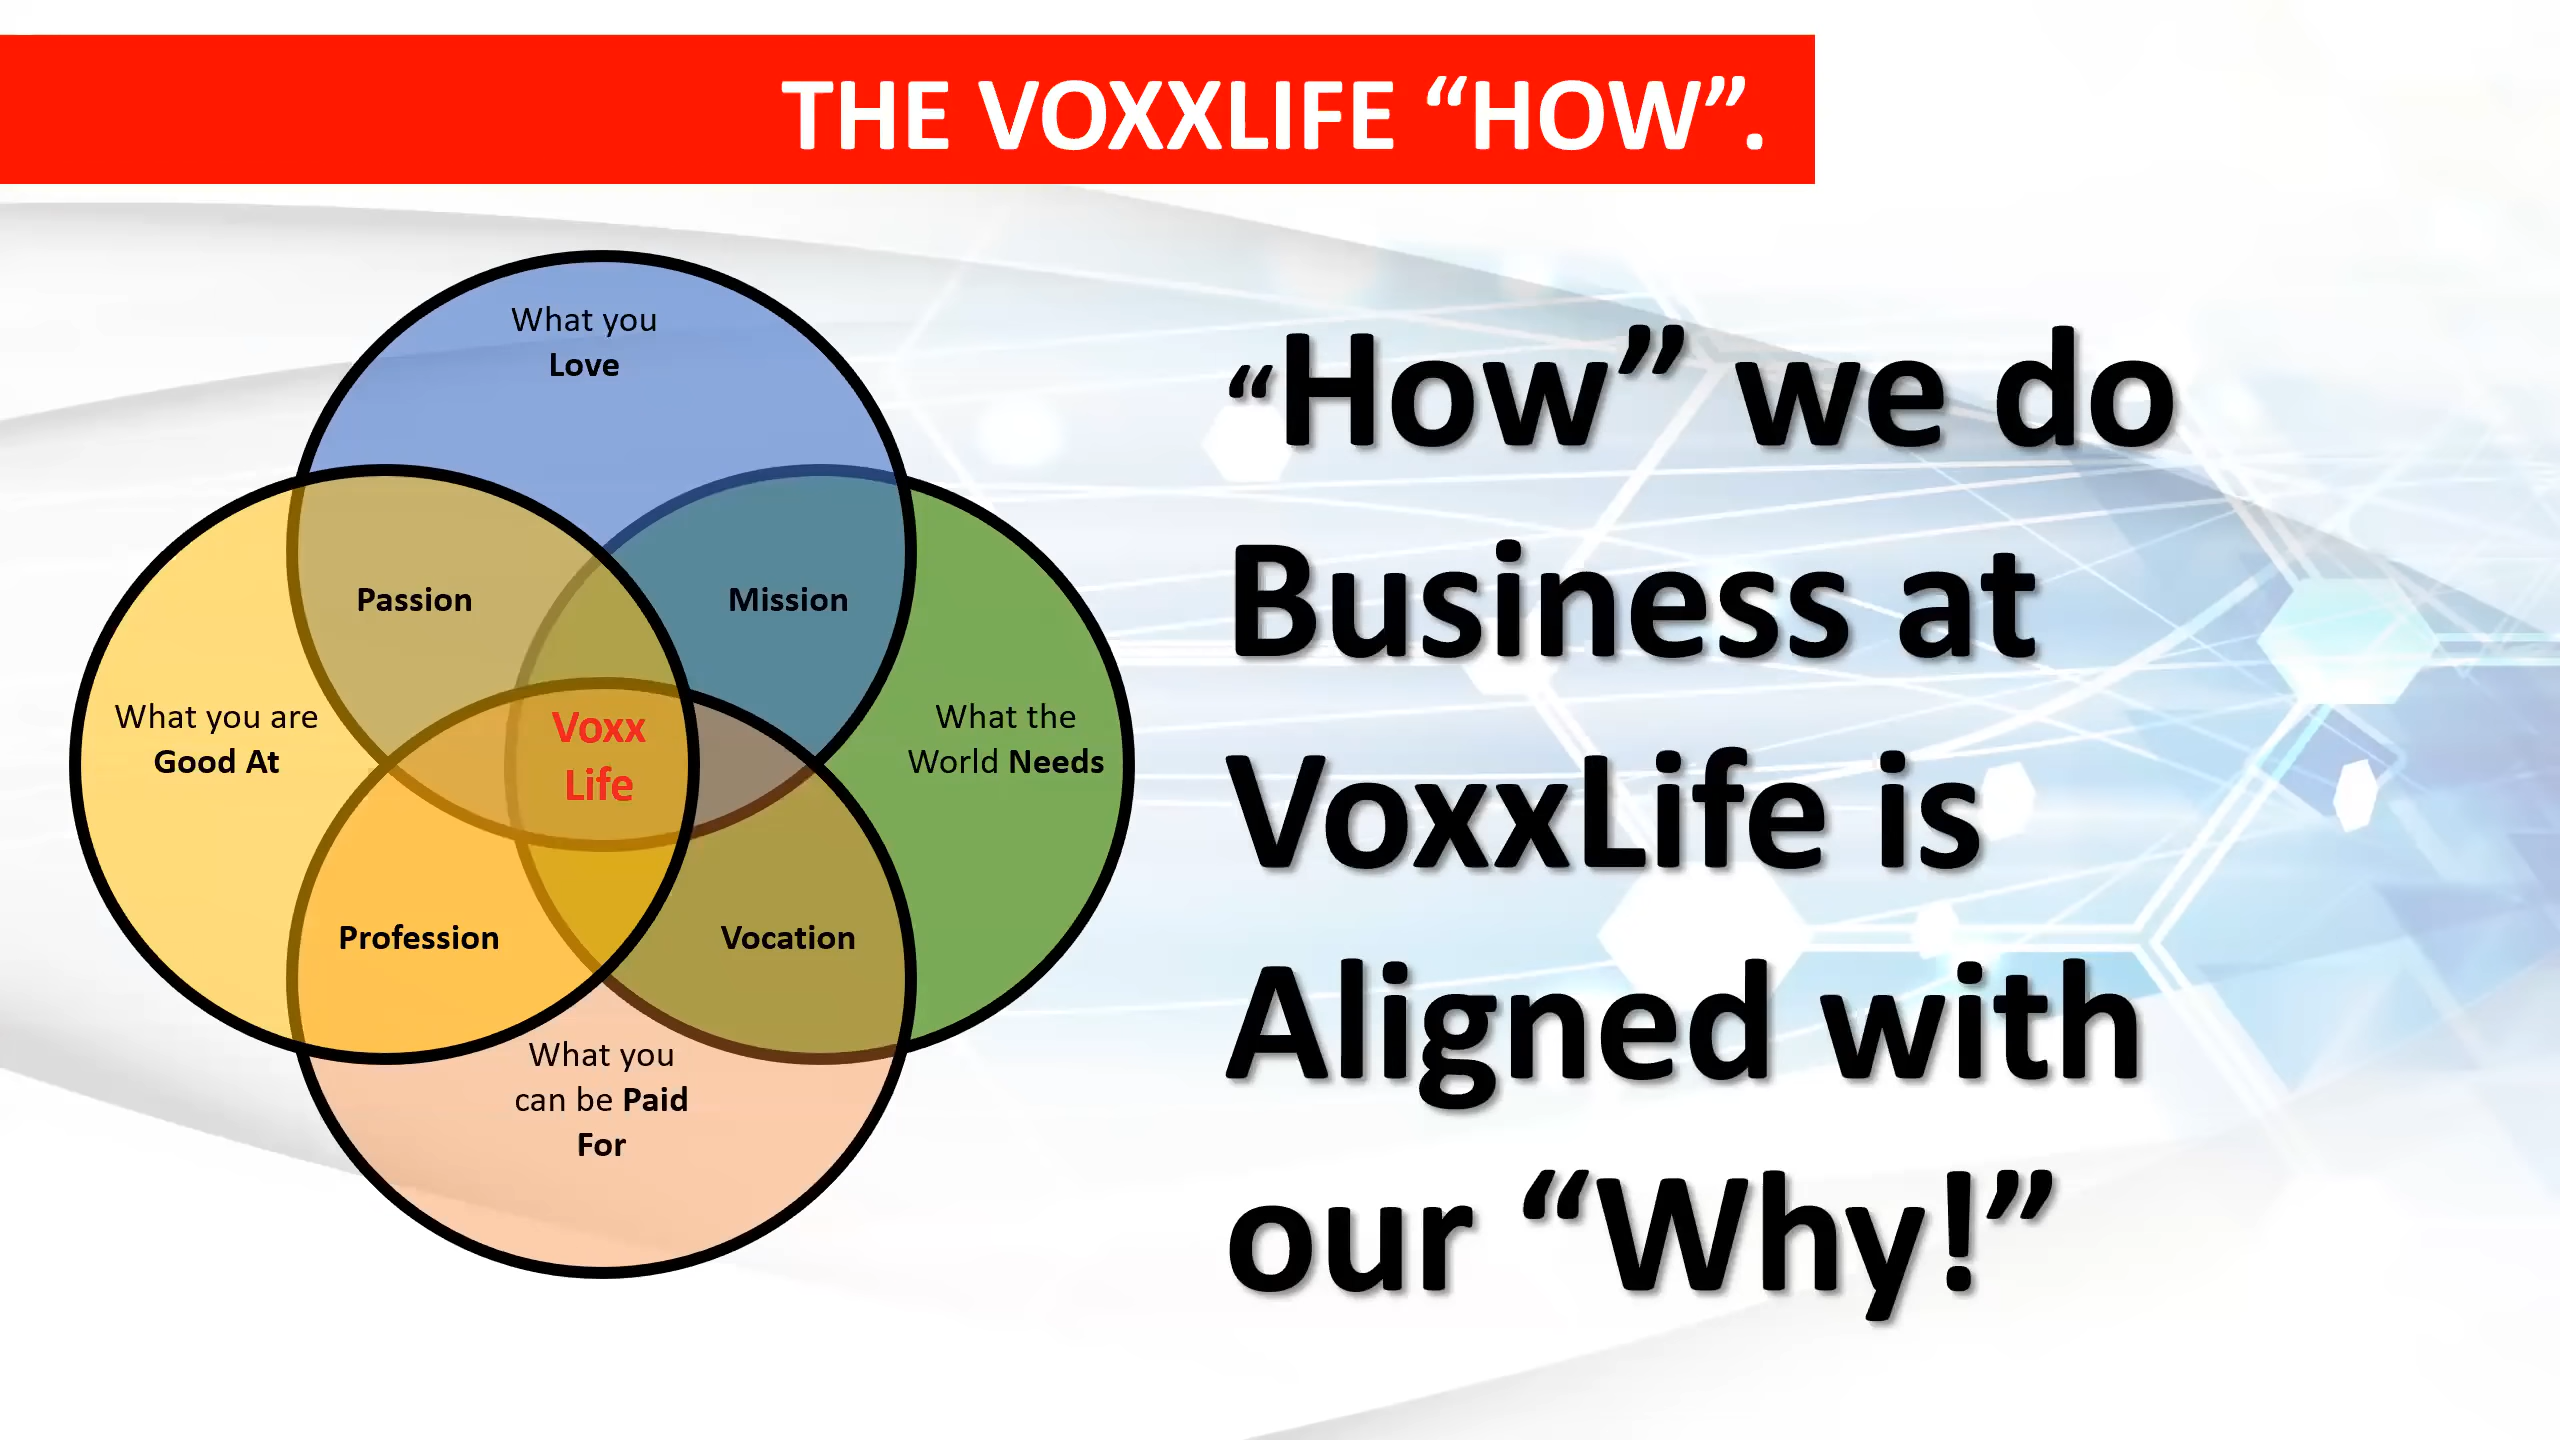 THE VOXXLIFE “HOW”.
What you
Love
Passion
Mission
What you are
Good At
Voxx
Life
What the
World Needs
Profession
Vocation
What you
can be Paid
For
“How” we do
Business at
VoxxLife is
Aligned with
our “Why!”